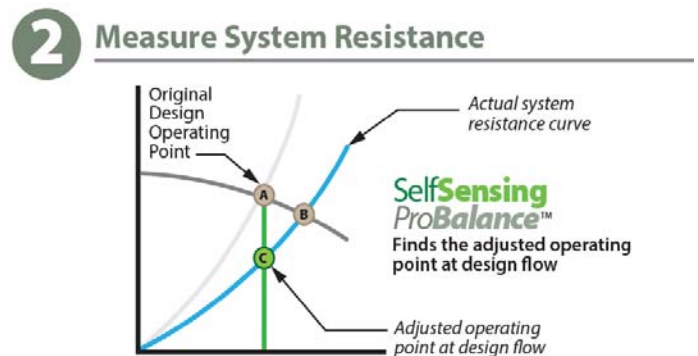 2 Measure System Resistance
Original
Design
Operating
Point
Actual system
resistance curve
A
B
C
SelfSensing
ProBalance™
Finds the adjusted operating
point at design flow
Adjusted operating
point at design flow